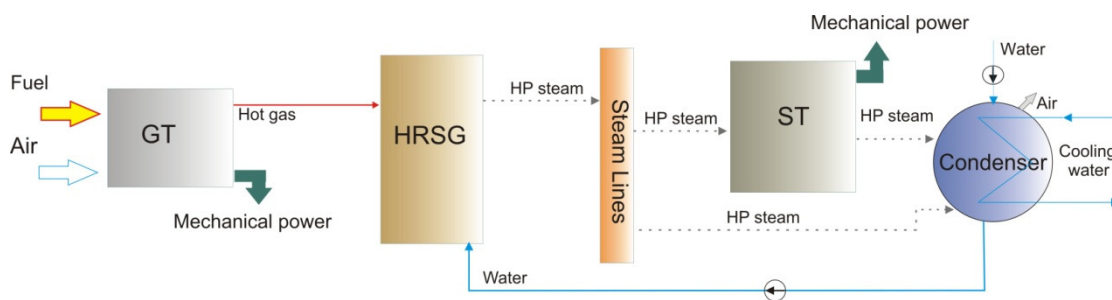 Mechanical power
Water
Fuel
HP steam
Air
Hot gas
HP steam
HP steam
GT
HRSG
Steam Lines
ST
Air
Condenser
Cooling
water
Mechanical power
HP steam
Water